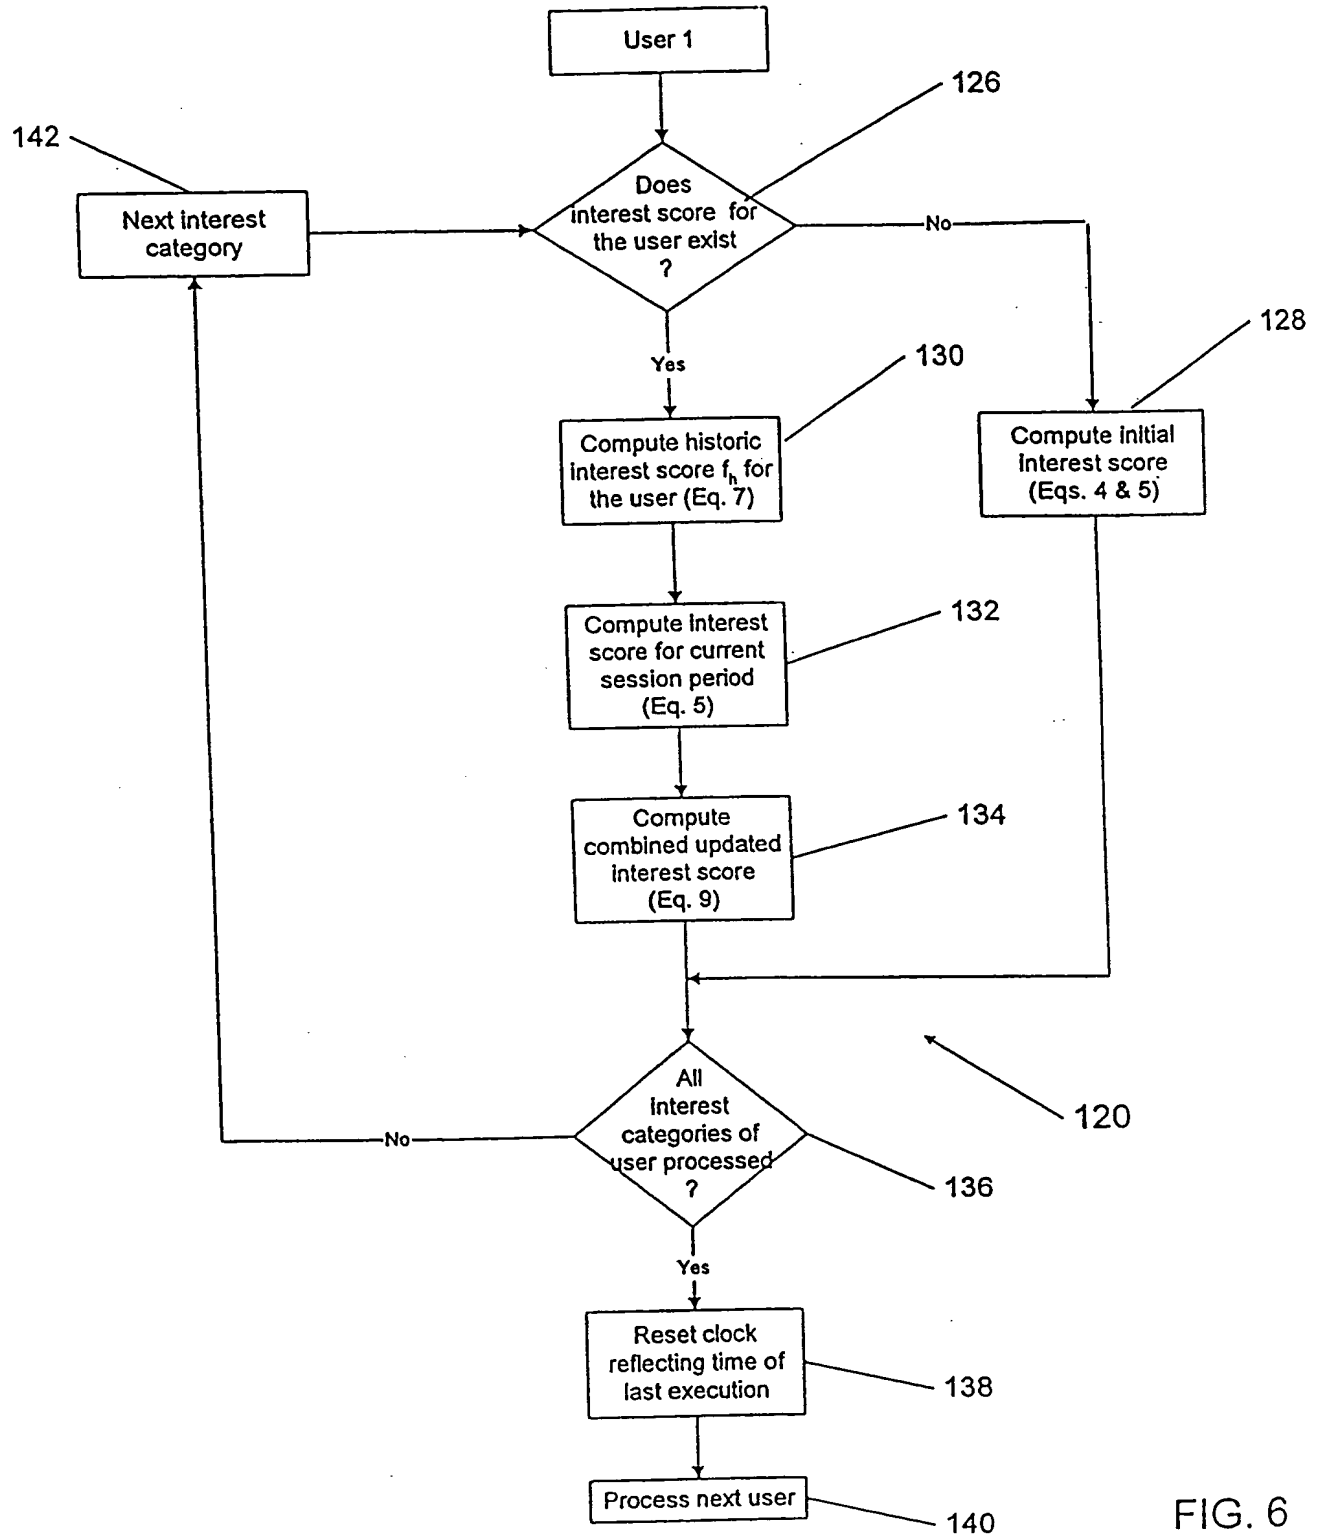 User 1
126
142
Does
interest score for
the user exist
?
Next interest
category
No
128
Yes
130
Compute historic
interest score fh for
the user (Eq. 7)
Compute initial
interest score
(Eqs. 4 & 5)
132
Compute interest
score for current
session period
(Eq. 5)
134
Compute
combined updated
interest score
(Eq. 9)
All
interest
categories of
user processed
?
120
No
136
Yes
Reset clock
reflecting time of
last execution
138
Process next user
140
FIG. 6